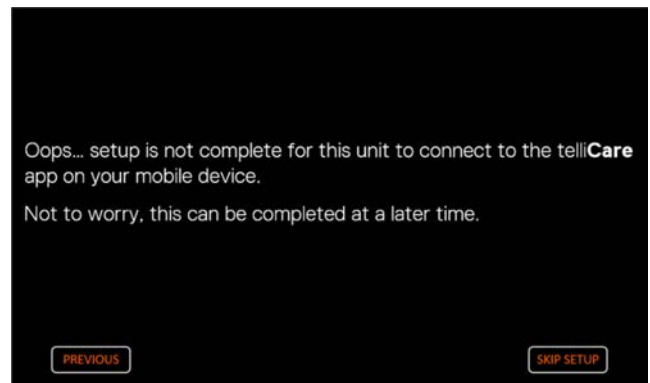 Oops... setup is not complete for this unit to connect to the telliCare
app on your mobile device.
Not to worry, this can be completed at a later time.
PREVIOUS
SKIP SETUP